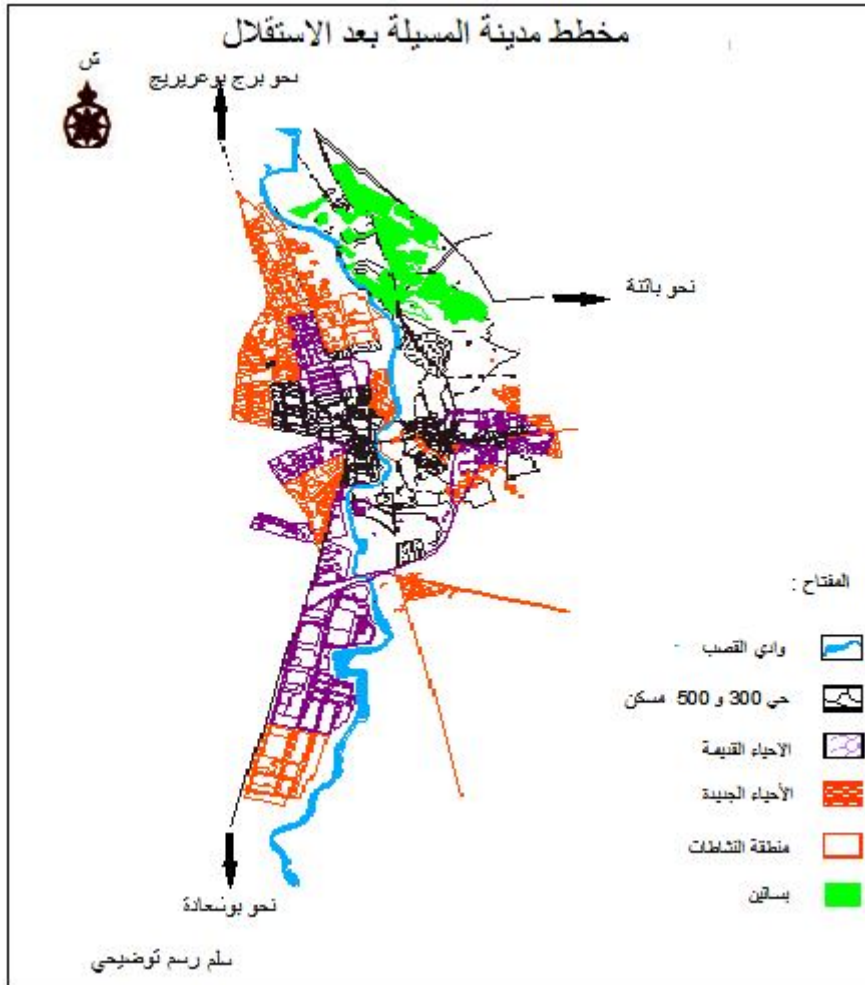 مخطط مدينة المسيلة بعد الاستقلال
ش
نحو برج بوعريريج
نحو باتنة
المفتاح :
وادي القصب
حي 300 و 500 مسكن
الاحياء القديمة
الأحياء الجديدة
منطقة النشاطات
بساتين
نحو بوسعادة
سلم رسم توضيحي